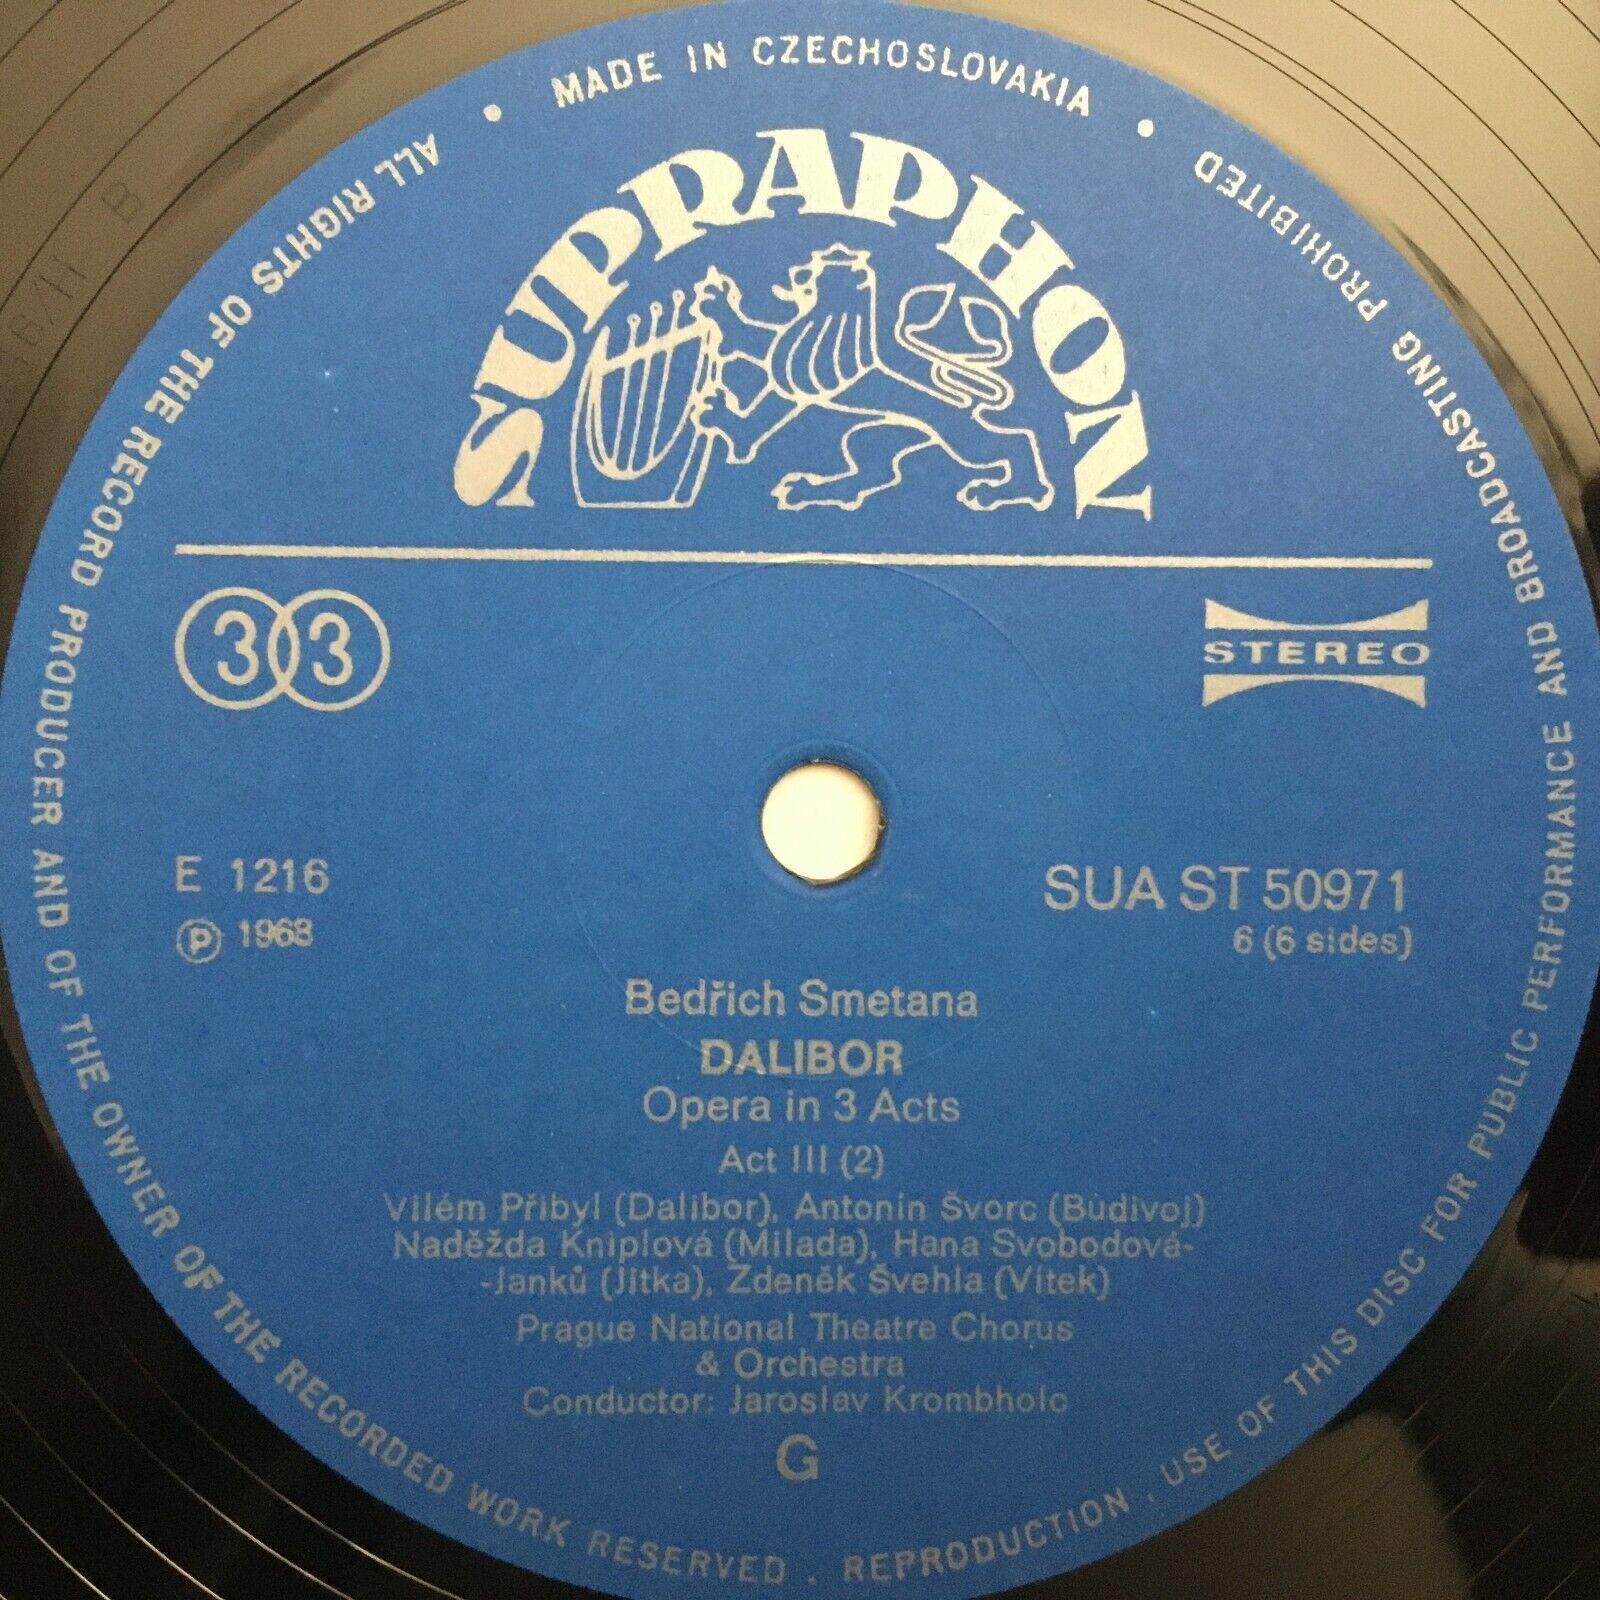 MADE IN CZECHOSLOVAKIA
ALL RIGHTS OF THE RECORD PRODUCER AND OF THE OWNER OF THE RECORDED WORK RESERVED . REPRODUCTION . USE OF THIS DISC FOR PUBLIC PERFORMANCE AND BROADCASTING PROHIBITED
SUPRAPHON
33
STEREO
E 1216
℗ 1968
SUA ST 50971
6 (6 sides)
Bedřich Smetana
DALIBOR
Opera in 3 Acts
Act III (2)
Vilém Přibyl (Dalibor), Antonín Švorc (Budivoj)
Naděžda Kniplová (Milada), Hana Svobodová-
-Janků (Jitka), Zdeněk Švehla (Vítek)
Prague National Theatre Chorus
& Orchestra
Conductor: Jaroslav Krombholc
G